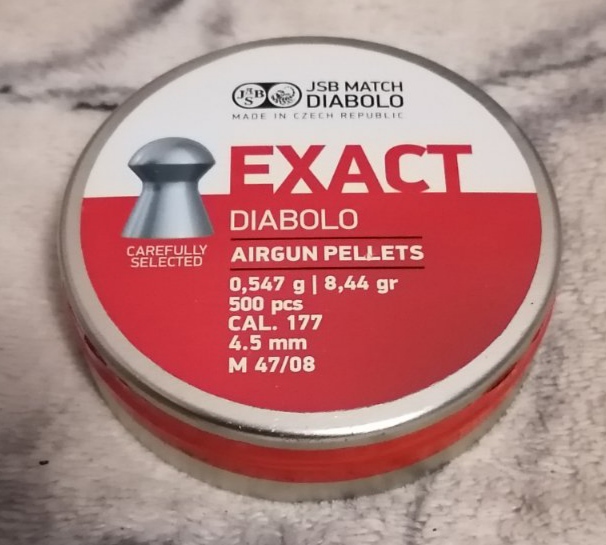 JSB JSB MATCH
DIABOLO
MADE IN CZECH REPUBLIC
EXACT
DIABOLO
CAREFULLY
SELECTED
AIRGUN PELLETS
0,547 g | 8,44 gr
500 pcs
CAL. 177
4.5 mm
M 47/08